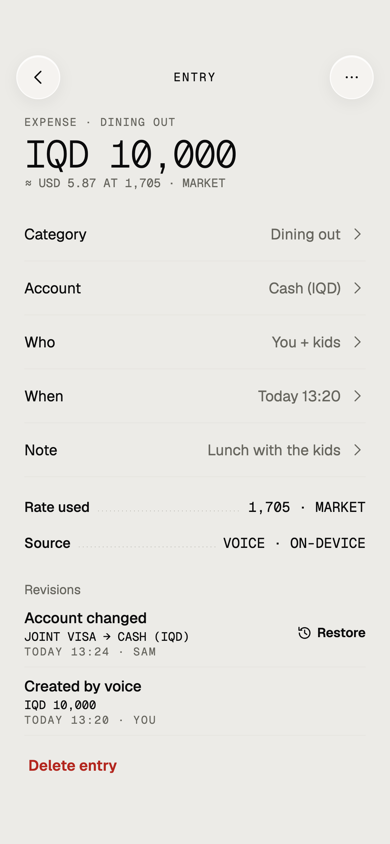 ENTRY
EXPENSE · DINING OUT
IQD 10,000
≈ USD 5.87 AT 1,705 · MARKET
Category Dining out
Account Cash (IQD)
Who You + kids
When Today 13:20
Note Lunch with the kids
Rate used 1,705 · MARKET
Source VOICE · ON-DEVICE
Revisions
Account changed
JOINT VISA → CASH (IQD)
Restore
TODAY 13:24 · SAM
Created by voice
IQD 10,000
TODAY 13:20 · YOU
Delete entry